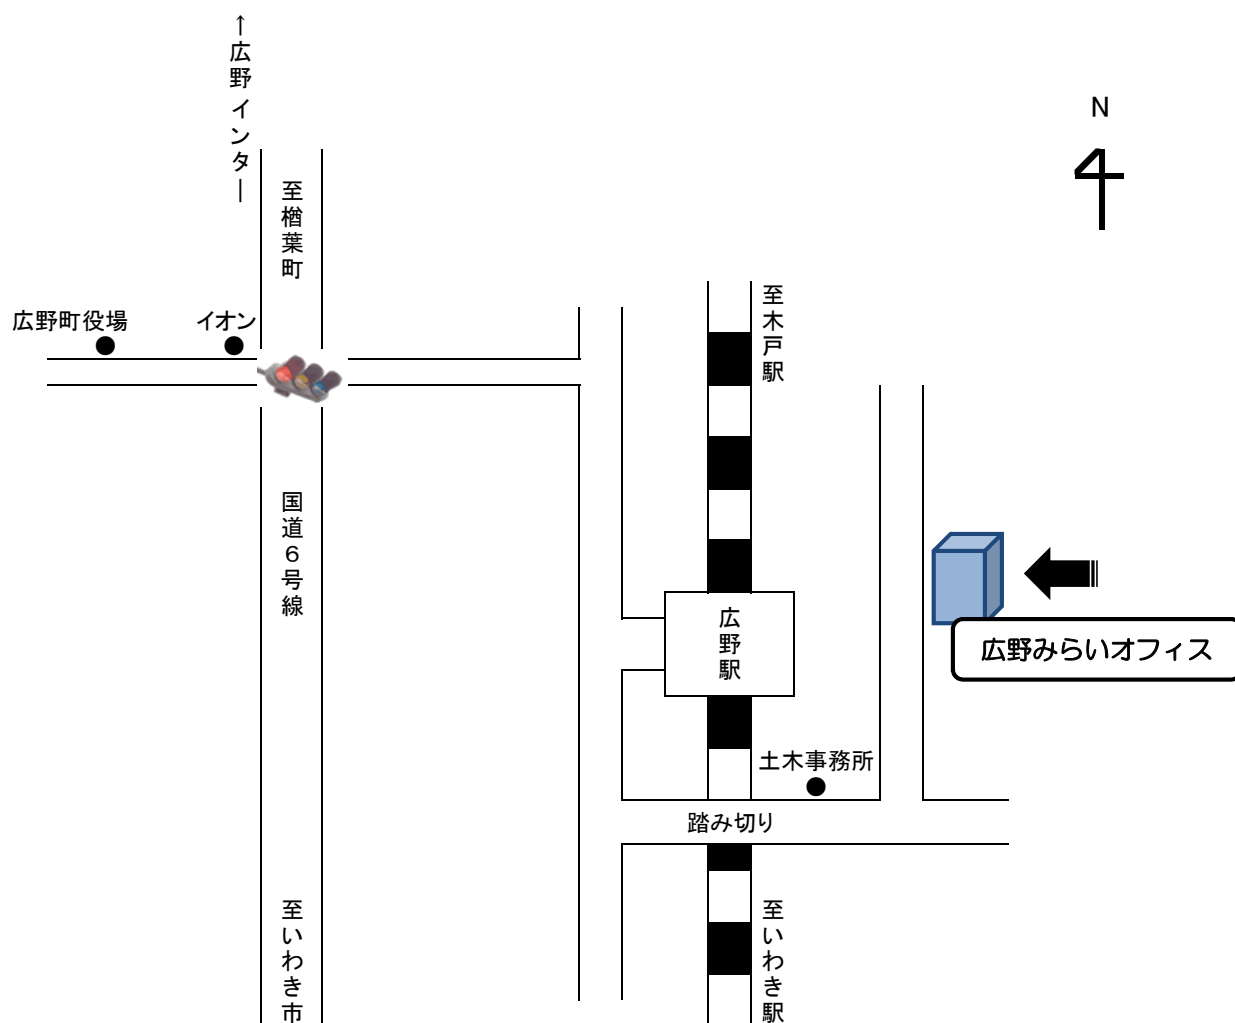 ←広野インター
N
至楢葉町
至木戸駅
広野町役場
イオン
国道6号線
広野駅
広野みらいオフィス
土木事務所
踏み切り
至いわき市
至いわき駅